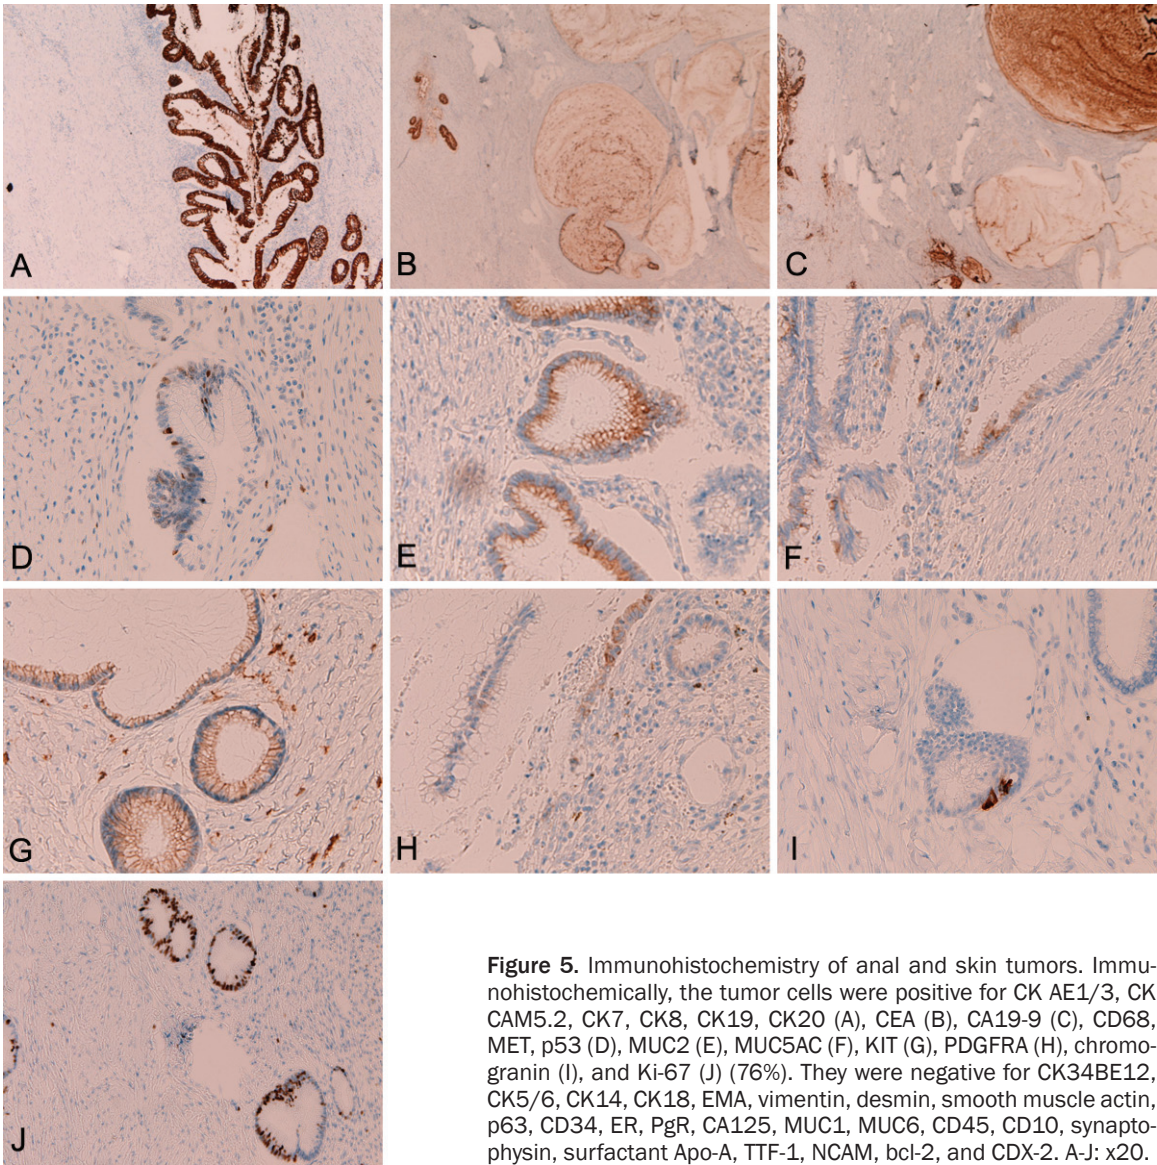 A
B
C
D
E
F
G
H
I
J
Figure 5. Immunohistochemistry of anal and skin tumors. Immu-
nohistochemically, the tumor cells were positive for CK AE1/3, CK
CAM5.2, CK7, CK8, CK19, CK20 (A), CEA (B), CA19-9 (C), CD68,
MET, p53 (D), MUC2 (E), MUC5AC (F), KIT (G), PDGFRA (H), chromo-
granin (I), and Ki-67 (J) (76%). They were negative for CK34BE12,
CK5/6, CK14, CK18, EMA, vimentin, desmin, smooth muscle actin,
p63, CD34, ER, PgR, CA125, MUC1, MUC6, CD45, CD10, synapto-
physin, surfactant Apo-A, TTF-1, NCAM, bcl-2, and CDX-2. A-J: x20.